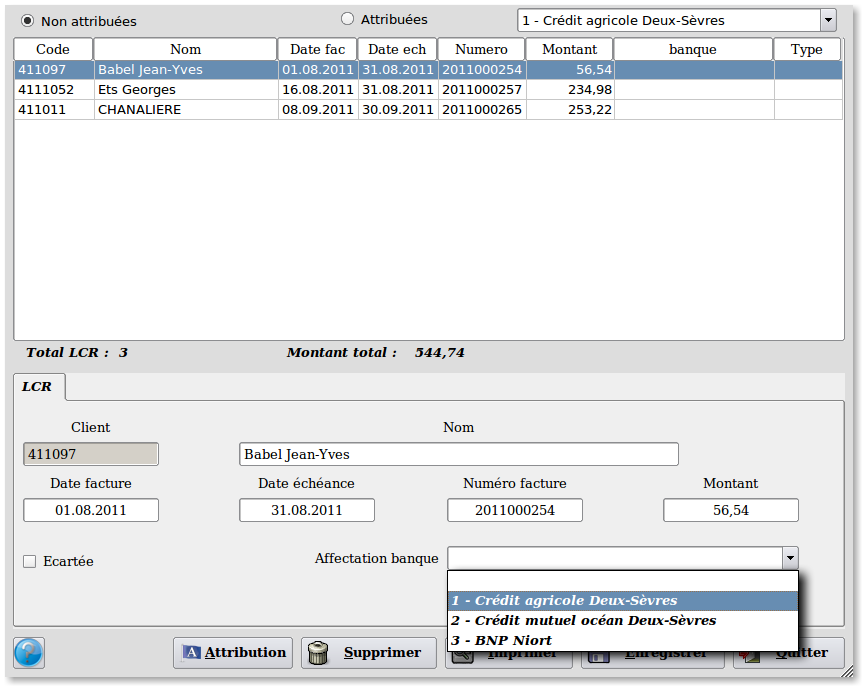 Non attribuées Attribuées 1 - Crédit agricole Deux-Sèvres
Code Nom Date fac Date ech Numero Montant banque Type
411097 Babel Jean-Yves 01.08.2011 31.08.2011 2011000254 56,54
4111052 Ets Georges 16.08.2011 31.08.2011 2011000257 234,98
411011 CHANALIERE 08.09.2011 30.09.2011 2011000265 253,22
Total LCR : 3 Montant total : 544,74
LCR
Client Nom
411097 Babel Jean-Yves
Date facture Date échéance Numéro facture Montant
01.08.2011 31.08.2011 2011000254 56,54
Ecartée Affectation banque
1 - Crédit agricole Deux-Sèvres
2 - Crédit mutuel océan Deux-Sèvres
3 - BNP Niort
Attribution Supprimer Imprimer Enregistrer Quitter